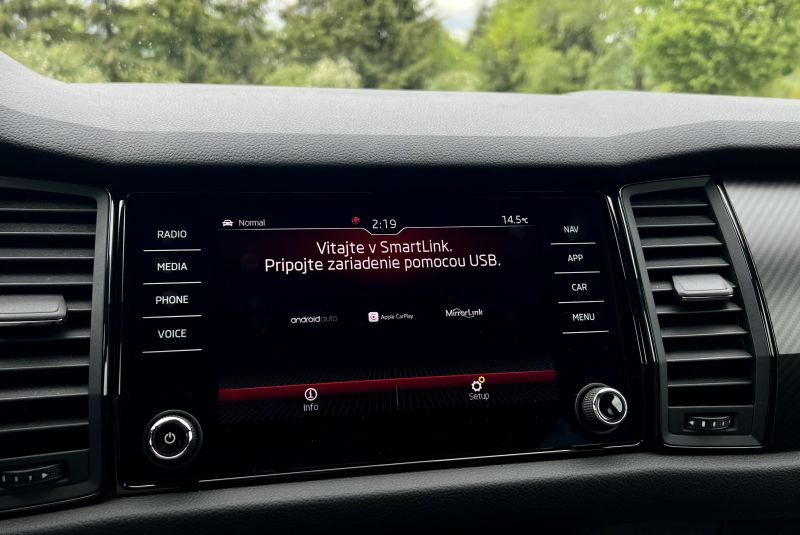 RADIO
MEDIA
PHONE
VOICE
Normal
2:19
14.5°C
Vitajte v SmartLink.
Pripojte zariadenie pomocou USB.
androidauto
Apple CarPlay
MirrorLink
Info
Setup
NAV
APP
CAR
MENU